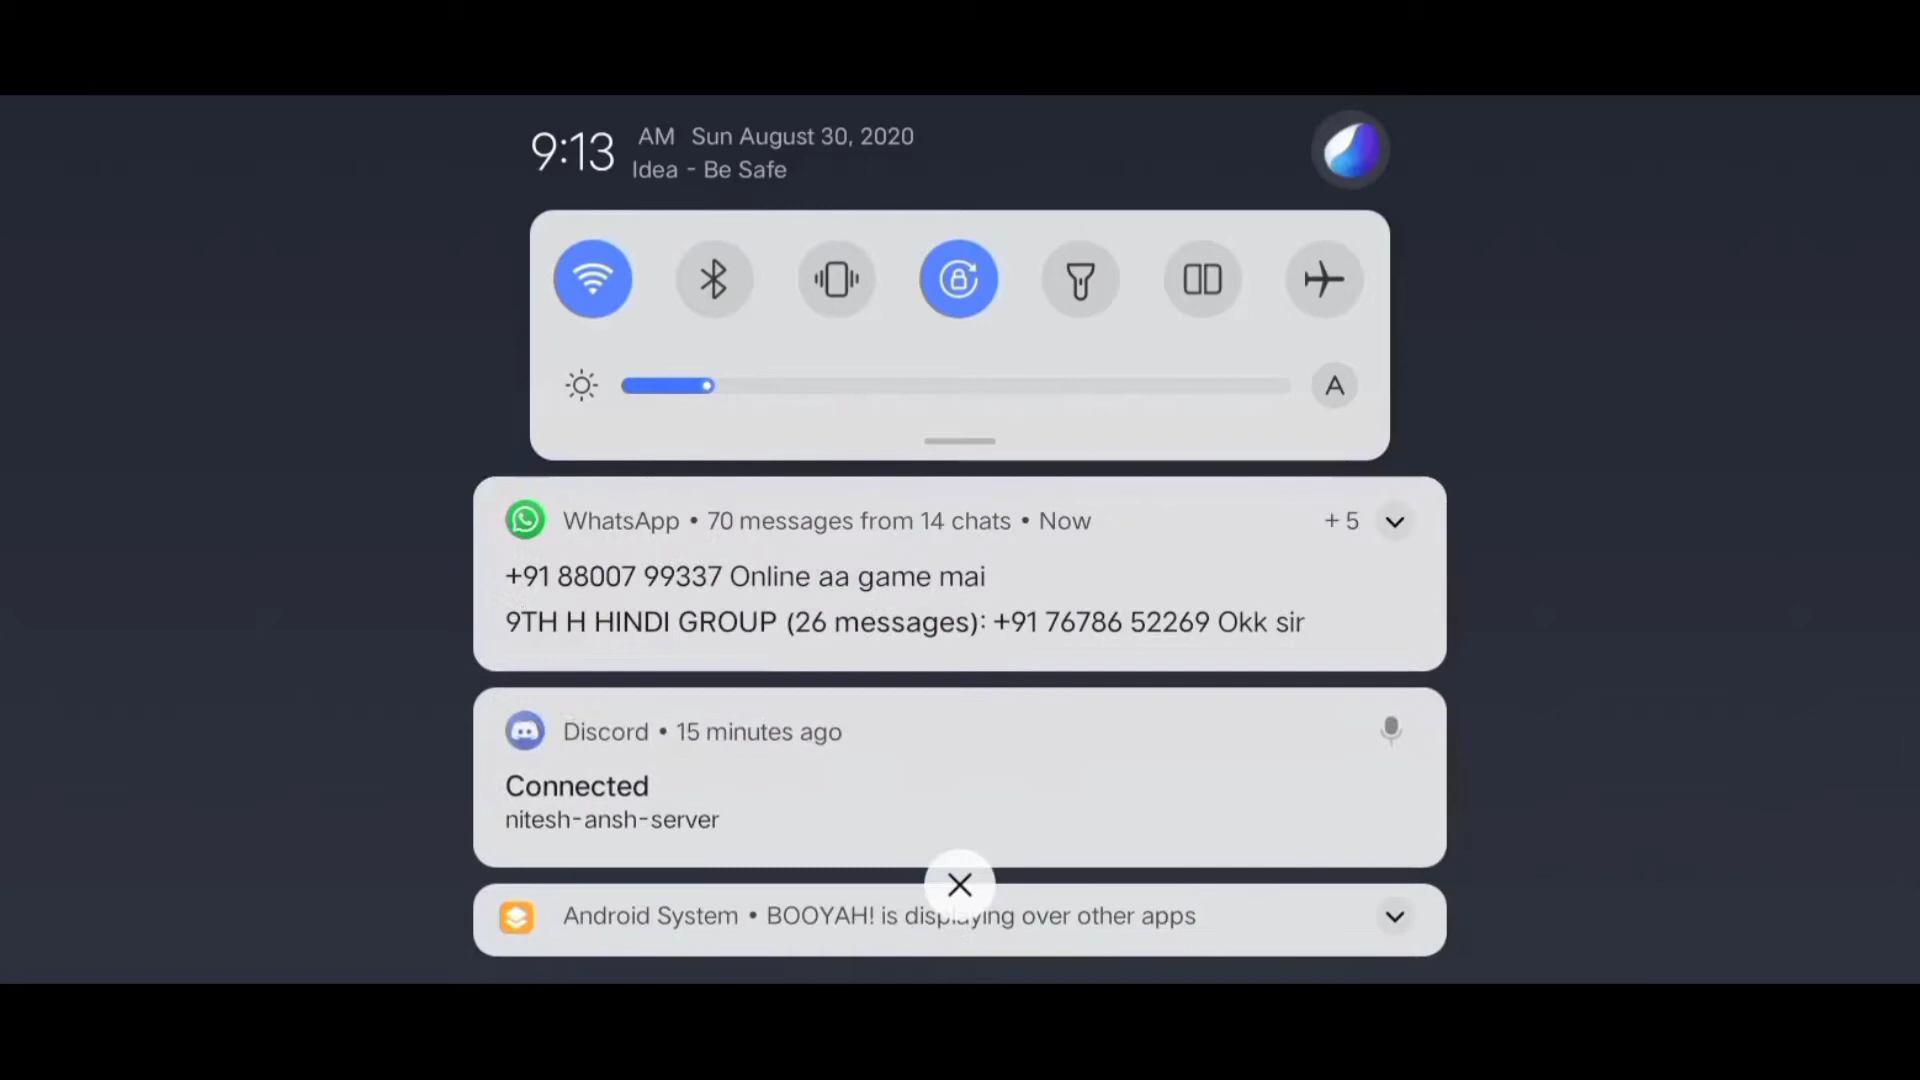 9:13 AM Sun August 30, 2020
Idea - Be Safe
A
WhatsApp • 70 messages from 14 chats • Now + 5
+91 88007 99337 Online aa game mai
9TH H HINDI GROUP (26 messages): +91 76786 52269 Okk sir
Discord • 15 minutes ago
Connected
nitesh-ansh-server
Android System • BOOYAH! is displaying over other apps